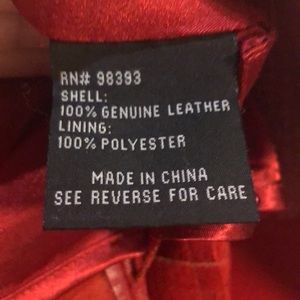 RN# 98393
SHELL:
100% GENUINE LEATHER
LINING:
100% POLYESTER
MADE IN CHINA
SEE REVERSE FOR CARE